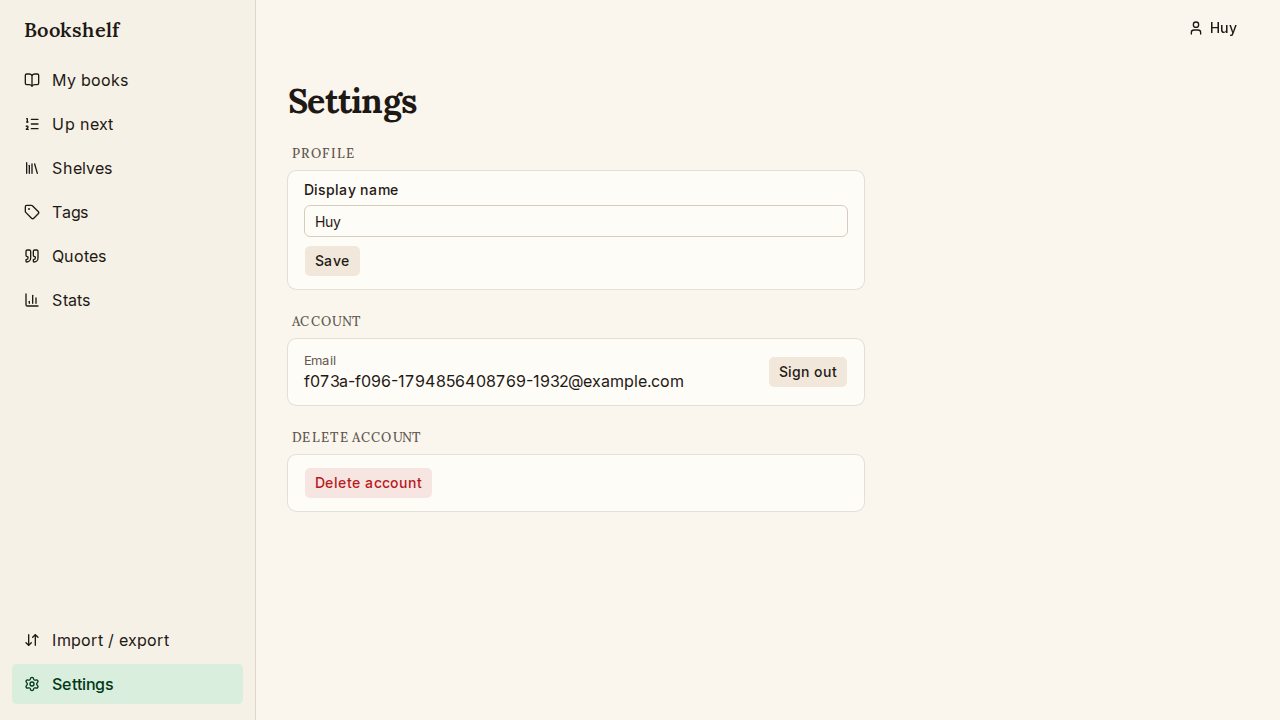 Bookshelf
My books
Up next
Shelves
Tags
Quotes
Stats
Import / export
Settings
Huy
Settings
PROFILE
Display name
Huy
Save
ACCOUNT
Email
f073a-f096-1794856408769-1932@example.com
Sign out
DELETE ACCOUNT
Delete account